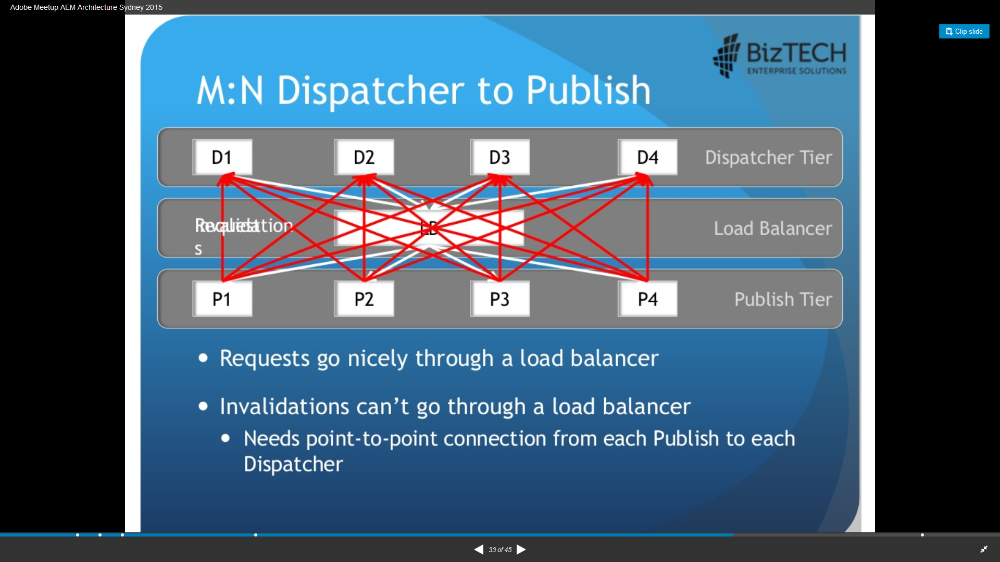 Adobe Meetup AEM Architecture Sydney 2015
Clip slide
BizTECH
ENTERPRISE SOLUTIONS
M:N Dispatcher to Publish
D1 D2 D3 D4 Dispatcher Tier
Request
Invalidation
s
LB
Load Balancer
P1 P2 P3 P4 Publish Tier
• Requests go nicely through a load balancer
• Invalidations can’t go through a load balancer
• Needs point-to-point connection from each Publish to each
Dispatcher
33 of 45